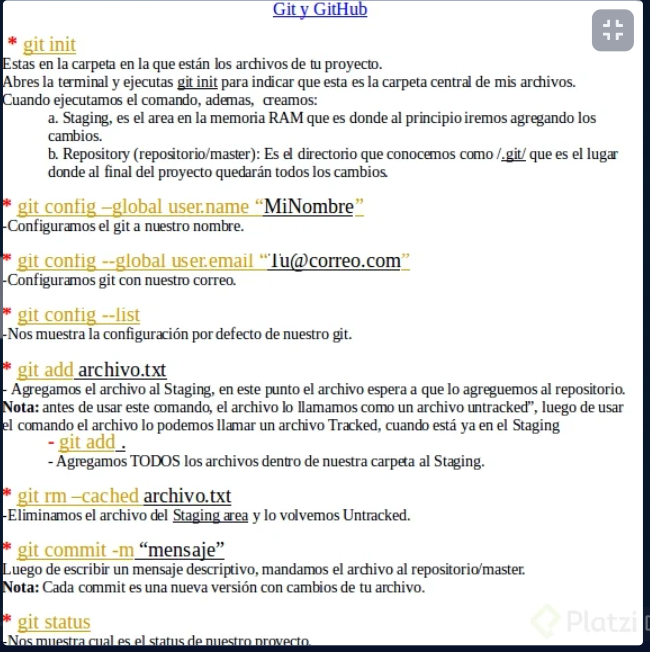 Git y GitHub
* git init
Estas en la carpeta en la que están los archivos de tu proyecto.
Abres la terminal y ejecutas git init para indicar que esta es la carpeta central de mis archivos.
Cuando ejecutamos el comando, ademas, creamos:
a. Staging, es el area en la memoria RAM que es donde al principio iremos agregando los
cambios.
b. Repository (repositorio/master): Es el directorio que conocemos como /.git/ que es el lugar
donde al final del proyecto quedarán todos los cambios.
* git config –global user.name “MiNombre”
-Configuramos el git a nuestro nombre.
* git config --global user.email “Tu@correo.com”
-Configuramos git con nuestro correo.
* git config --list
-Nos muestra la configuración por defecto de nuestro git.
* git add archivo.txt
- Agregamos el archivo al Staging, en este punto el archivo espera a que lo agreguemos al repositorio.
Nota: antes de usar este comando, el archivo lo llamamos como un archivo untracked”, luego de usar
el comando el archivo lo podemos llamar un archivo Tracked, cuando está ya en el Staging
- git add .
- Agregamos TODOS los archivos dentro de nuestra carpeta al Staging.
* git rm –cached archivo.txt
-Eliminamos el archivo del Staging area y lo volvemos Untracked.
* git commit -m “mensaje”
Luego de escribir un mensaje descriptivo, mandamos el archivo al repositorio/master.
Nota: Cada commit es una nueva versión con cambios de tu archivo.
* git status
-Nos muestra cual es el status de nuestro proyecto.
Platzi